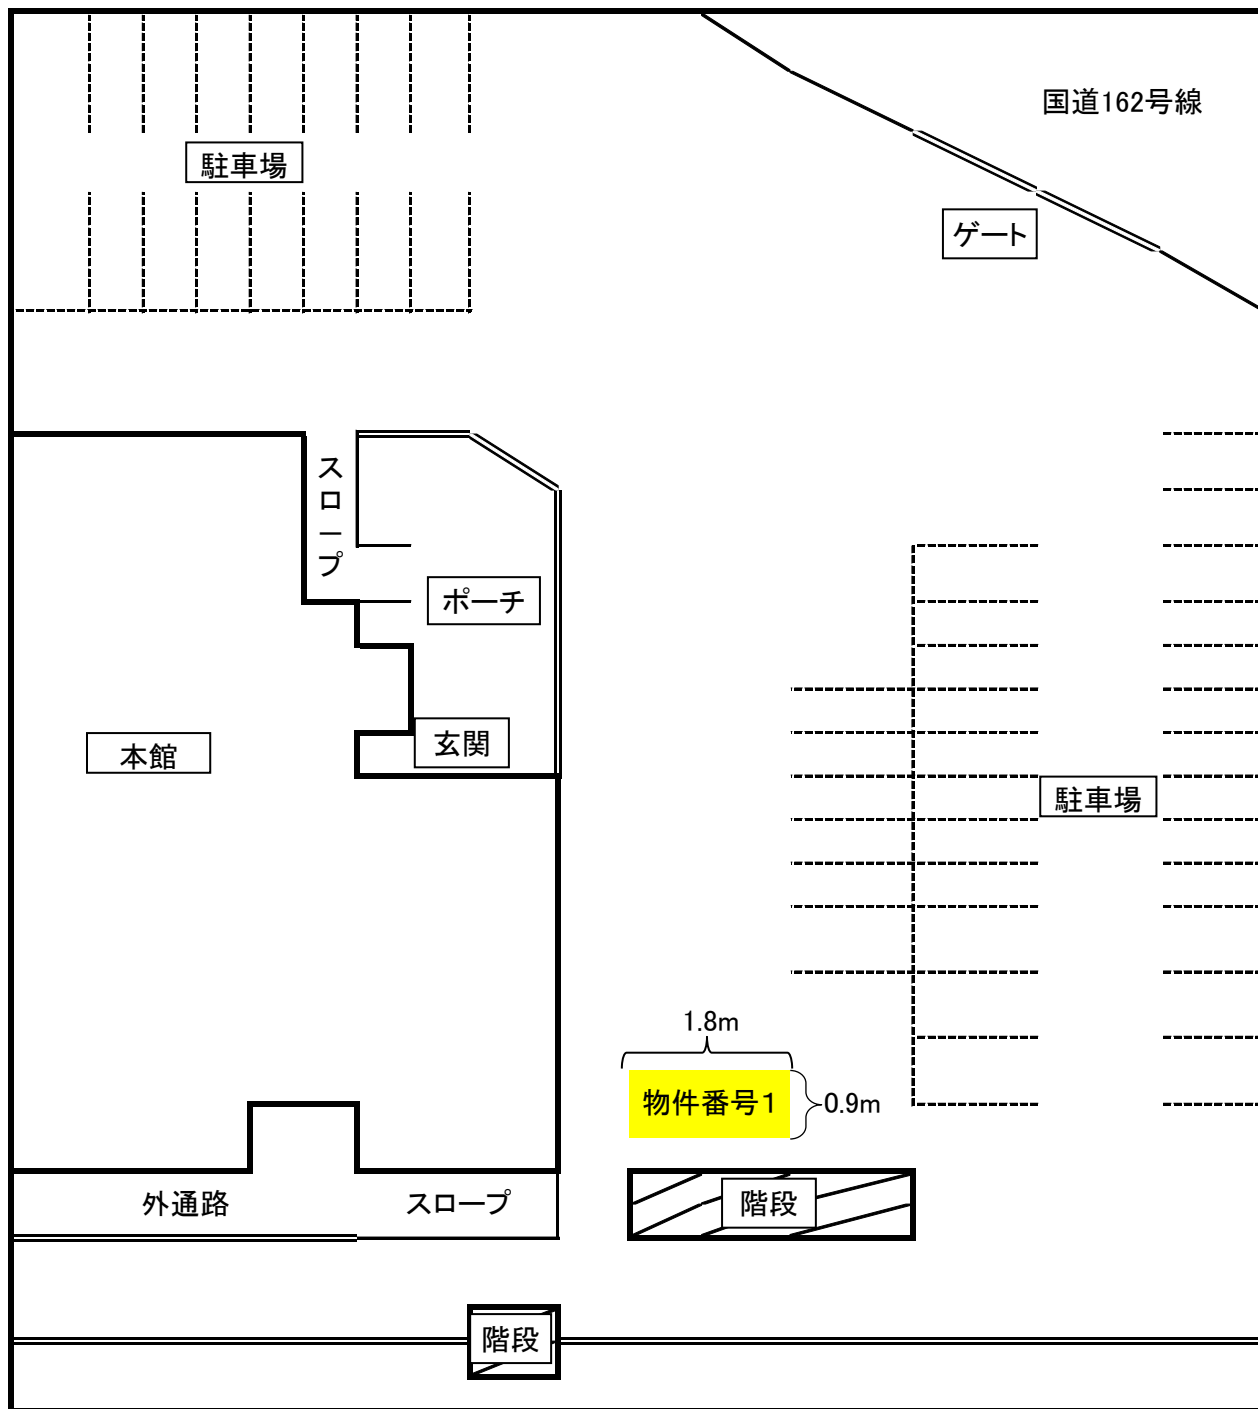 国道162号線
駐車場
ゲート
スロープ
ポーチ
玄関
本館
駐車場
1.8m
物件番号1
0.9m
外通路
スロープ
階段
階段